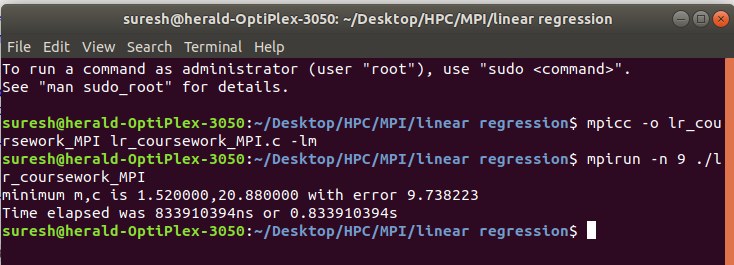 suresh@herald-OptiPlex-3050: ~/Desktop/HPC/MPI/linear regression
File Edit View Search Terminal Help
To run a command as administrator (user "root"), use "sudo <command>".
See "man sudo_root" for details.
suresh@herald-OptiPlex-3050:~/Desktop/HPC/MPI/linear regression$ mpicc -o lr_cou
rsework_MPI lr_coursework_MPI.c -lm
suresh@herald-OptiPlex-3050:~/Desktop/HPC/MPI/linear regression$ mpirun -n 9 ./l
r_coursework_MPI
minimum m,c is 1.520000,20.880000 with error 9.738223
Time elapsed was 833910394ns or 0.833910394s
suresh@herald-OptiPlex-3050:~/Desktop/HPC/MPI/linear regression$